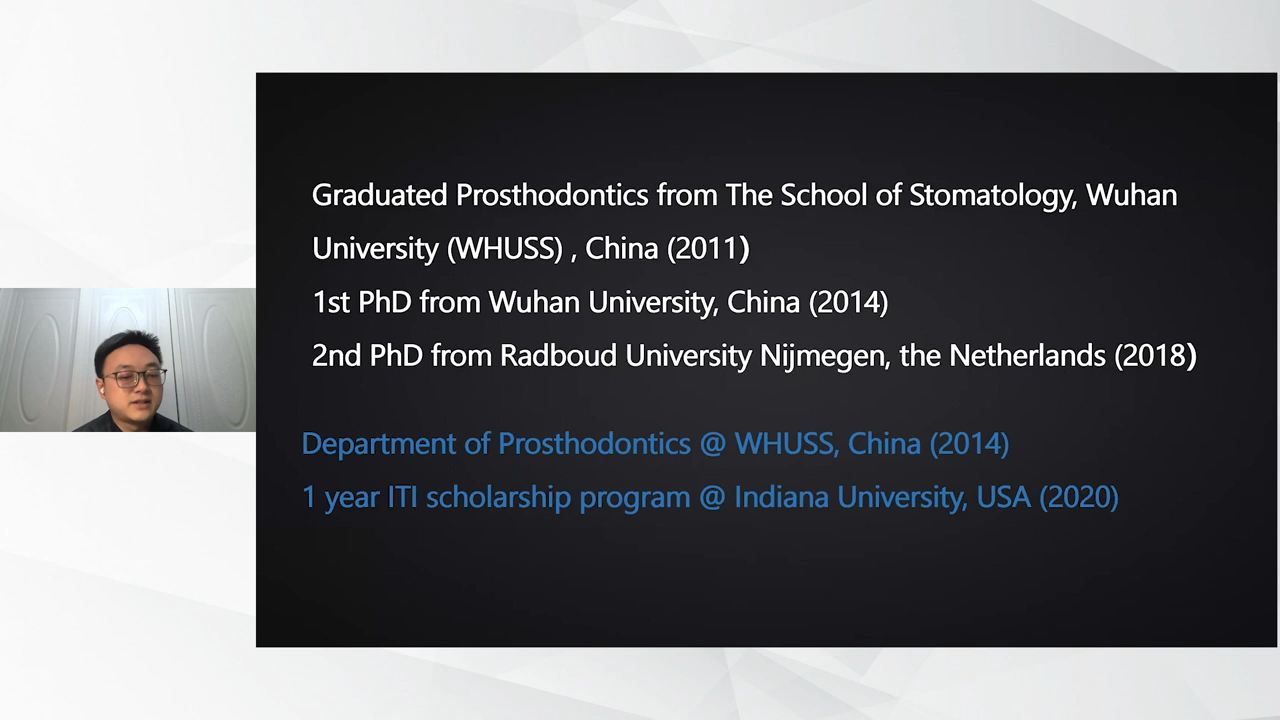 Graduated Prosthodontics from The School of Stomatology, Wuhan
University (WHUSS) , China (2011)
1st PhD from Wuhan University, China (2014)
2nd PhD from Radboud University Nijmegen, the Netherlands (2018)
Department of Prosthodontics @ WHUSS, China (2014)
1 year ITI scholarship program @ Indiana University, USA (2020)